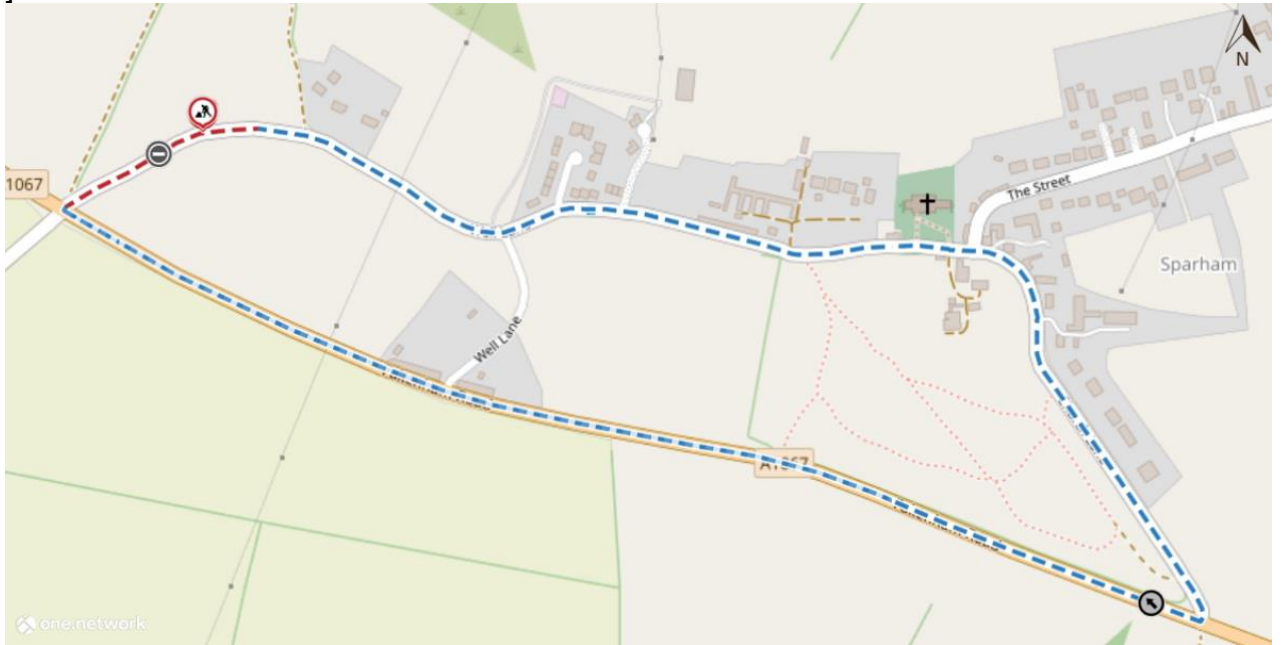 N
1067
The Street
Sparham
Well Lane
A1067
one.network